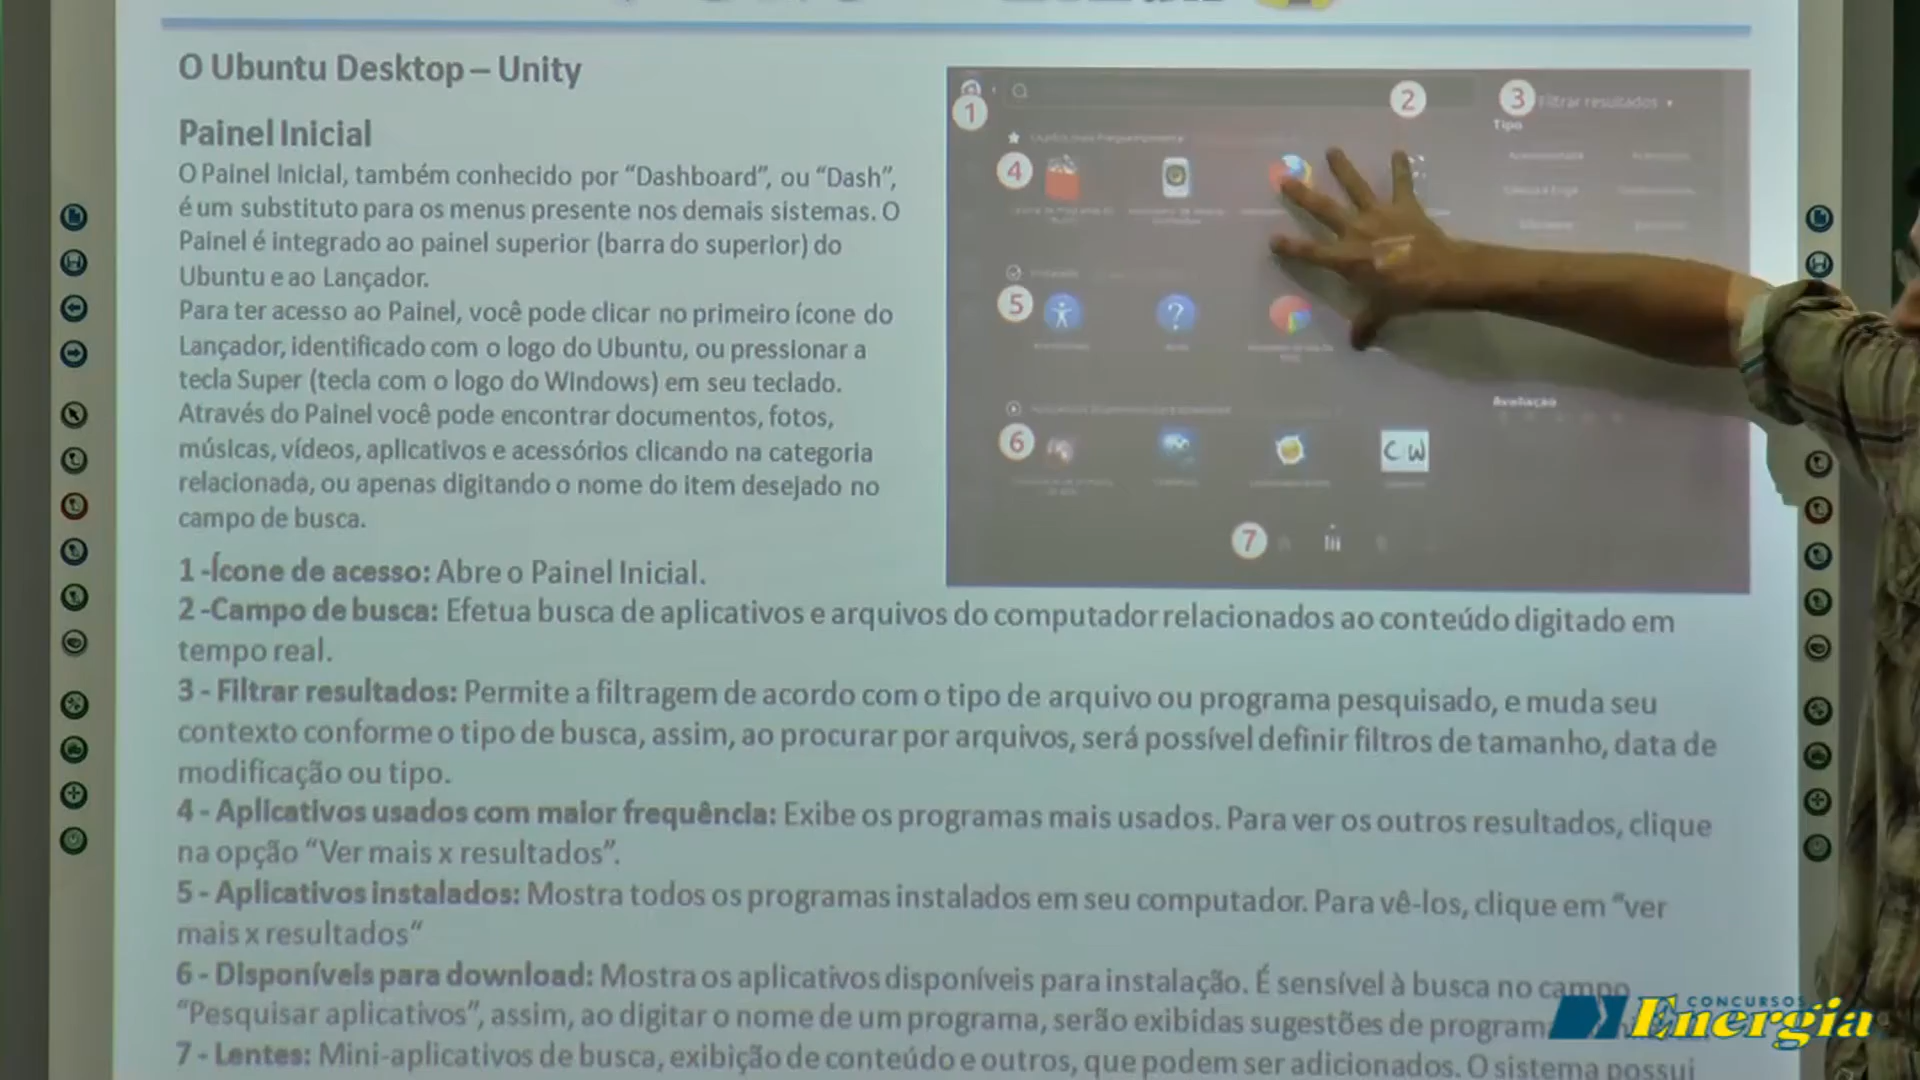 O Ubuntu Desktop – Unity
Painel Inicial
O Painel Inicial, também conhecido por “Dashboard”, ou “Dash”,
é um substituto para os menus presente nos demais sistemas. O
Painel é integrado ao painel superior (barra do superior) do
Ubuntu e ao Lançador.
Para ter acesso ao Painel, você pode clicar no primeiro ícone do
Lançador, identificado com o logo do Ubuntu, ou pressionar a
tecla Super (tecla com o logo do Windows) em seu teclado.
Através do Painel você pode encontrar documentos, fotos,
músicas, vídeos, aplicativos e acessórios clicando na categoria
relacionada, ou apenas digitando o nome do item desejado no
campo de busca.
1
2
3 Filtrar resultados
Tipo
4
5
Avaliação
6
C W
7
1 -Ícone de acesso: Abre o Painel Inicial.
2 -Campo de busca: Efetua busca de aplicativos e arquivos do computador relacionados ao conteúdo digitado em
tempo real.
3 - Filtrar resultados: Permite a filtragem de acordo com o tipo de arquivo ou programa pesquisado, e muda seu
contexto conforme o tipo de busca, assim, ao procurar por arquivos, será possível definir filtros de tamanho, data de
modificação ou tipo.
4 - Aplicativos usados com maior frequência: Exibe os programas mais usados. Para ver os outros resultados, clique
na opção “Ver mais x resultados”.
5 - Aplicativos instalados: Mostra todos os programas instalados em seu computador. Para vê-los, clique em “ver
mais x resultados“
6 - Disponíveis para download: Mostra os aplicativos disponíveis para instalação. É sensível à busca no campo
“Pesquisar aplicativos”, assim, ao digitar o nome de um programa, serão exibidas sugestões de program
7 - Lentes: Mini-aplicativos de busca, exibição de conteúdo e outros, que podem ser adicionados. O sistema possui
CONCURSOS
Energia